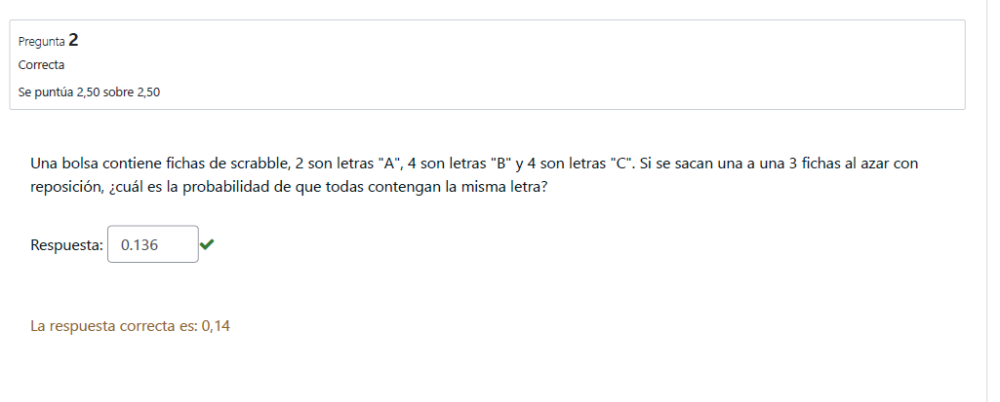 Pregunta 2
Correcta
Se puntúa 2,50 sobre 2,50
Una bolsa contiene fichas de scrabble, 2 son letras "A", 4 son letras "B" y 4 son letras "C". Si se sacan una a una 3 fichas al azar con
reposición, ¿cuál es la probabilidad de que todas contengan la misma letra?
Respuesta: 0.136
La respuesta correcta es: 0,14